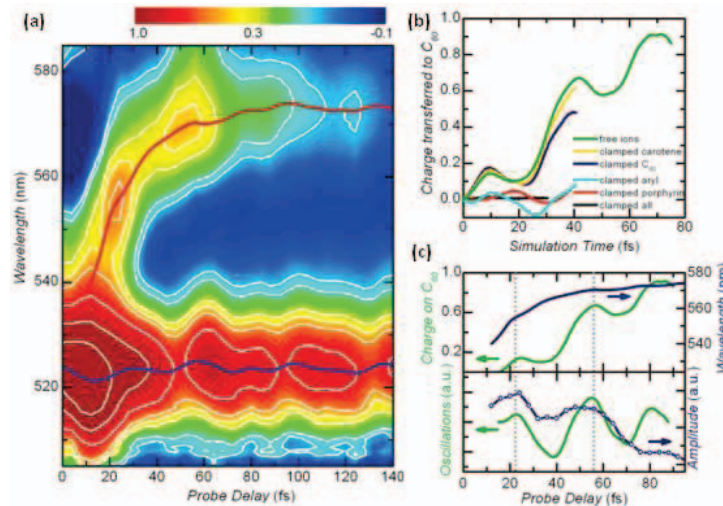 (a)
1.0 0.3 -0.1
580
560
540
520
Wavelength (nm)
0 20 40 60 80 100 120 140
Probe Delay (fs)
(b)
1.0
0.8
0.6
0.4
0.2
0.0
Charge transferred to C60
free ions
clamped carotene
clamped C60
clamped aryl
clamped porphyrin
clamped all
0 20 40 60 80
Simulation Time (fs)
(c)
1.0
0.6
0.2
Charge on C60
580
570
560
Wavelength (nm)
Oscillations (a.u.)
Amplitude (a.u.)
0 20 40 60 80
Probe Delay (fs)